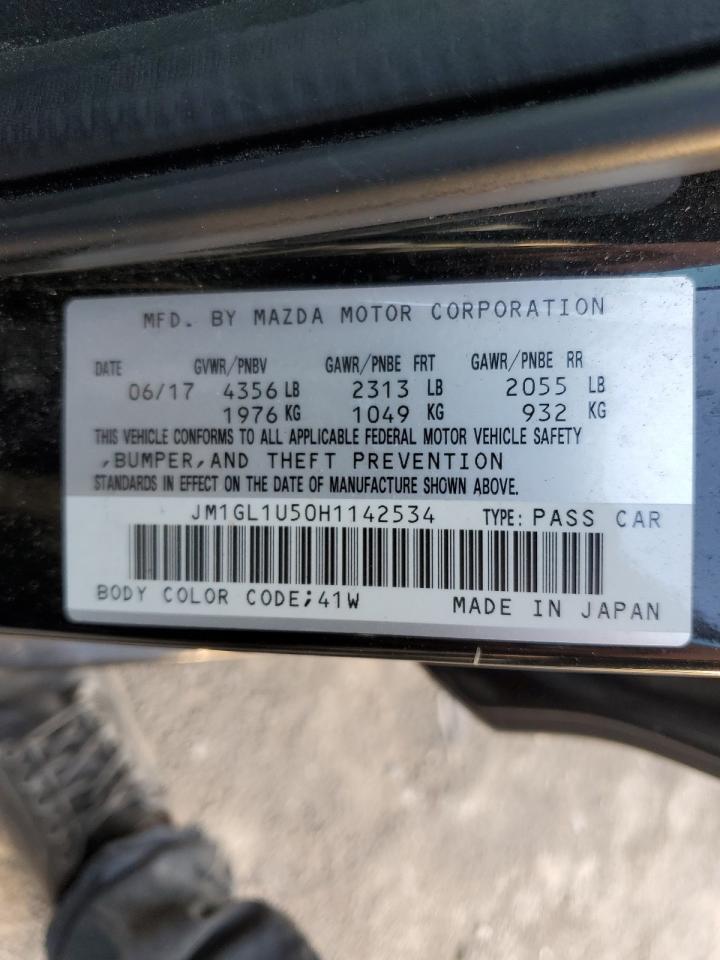 MFD. BY MAZDA MOTOR CORPORATION
DATE GVWR/PNBV GAWR/PNBE FRT GAWR/PNBE RR
06/17 4356 LB 2313 LB 2055 LB
1976 KG 1049 KG 932 KG
THIS VEHICLE CONFORMS TO ALL APPLICABLE FEDERAL MOTOR VEHICLE SAFETY
,BUMPER,AND THEFT PREVENTION
STANDARDS IN EFFECT ON THE DATE OF MANUFACTURE SHOWN ABOVE.
JM1GL1U50H1142534 TYPE: PASS CAR
BODY COLOR CODE;41W MADE IN JAPAN